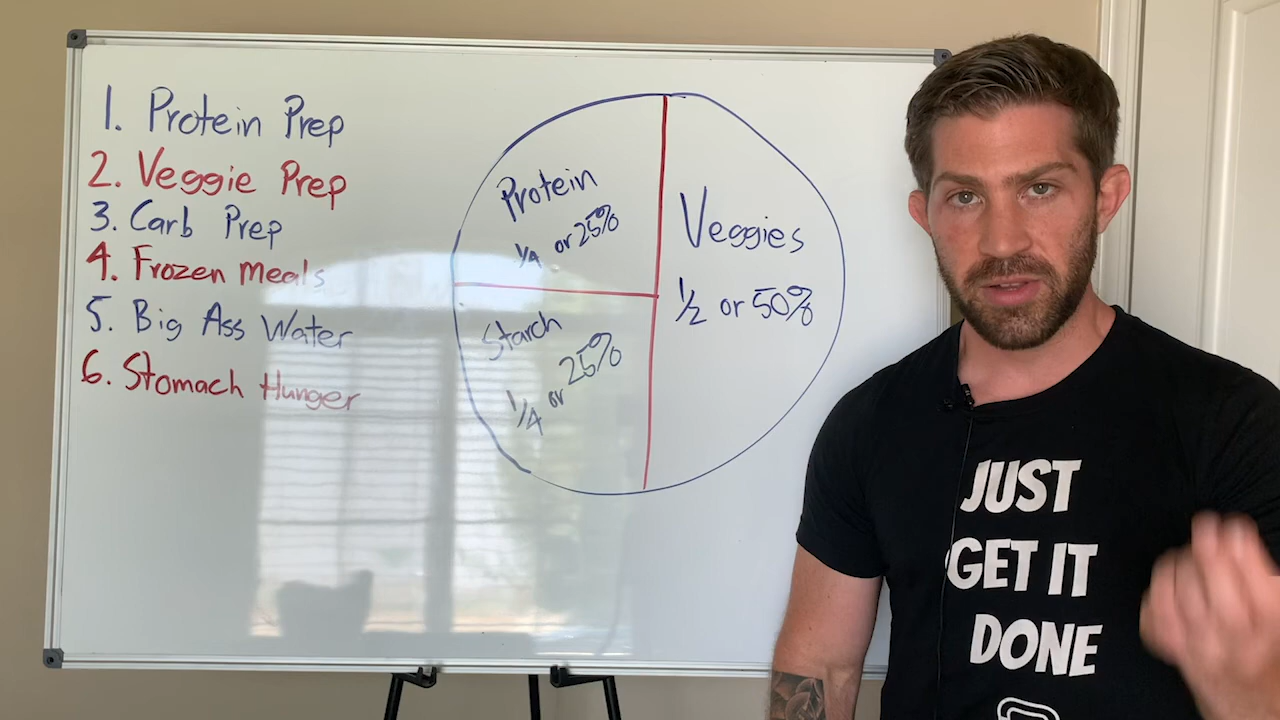 1. Protein Prep
2. Veggie Prep
3. Carb Prep
4. Frozen Meals
5. Big Ass Water
6. Stomach Hunger
Protein
1/4 or 25%
Veggies
1/2 or 50%
Starch
1/4 or 25%
JUST
GET IT
DONE